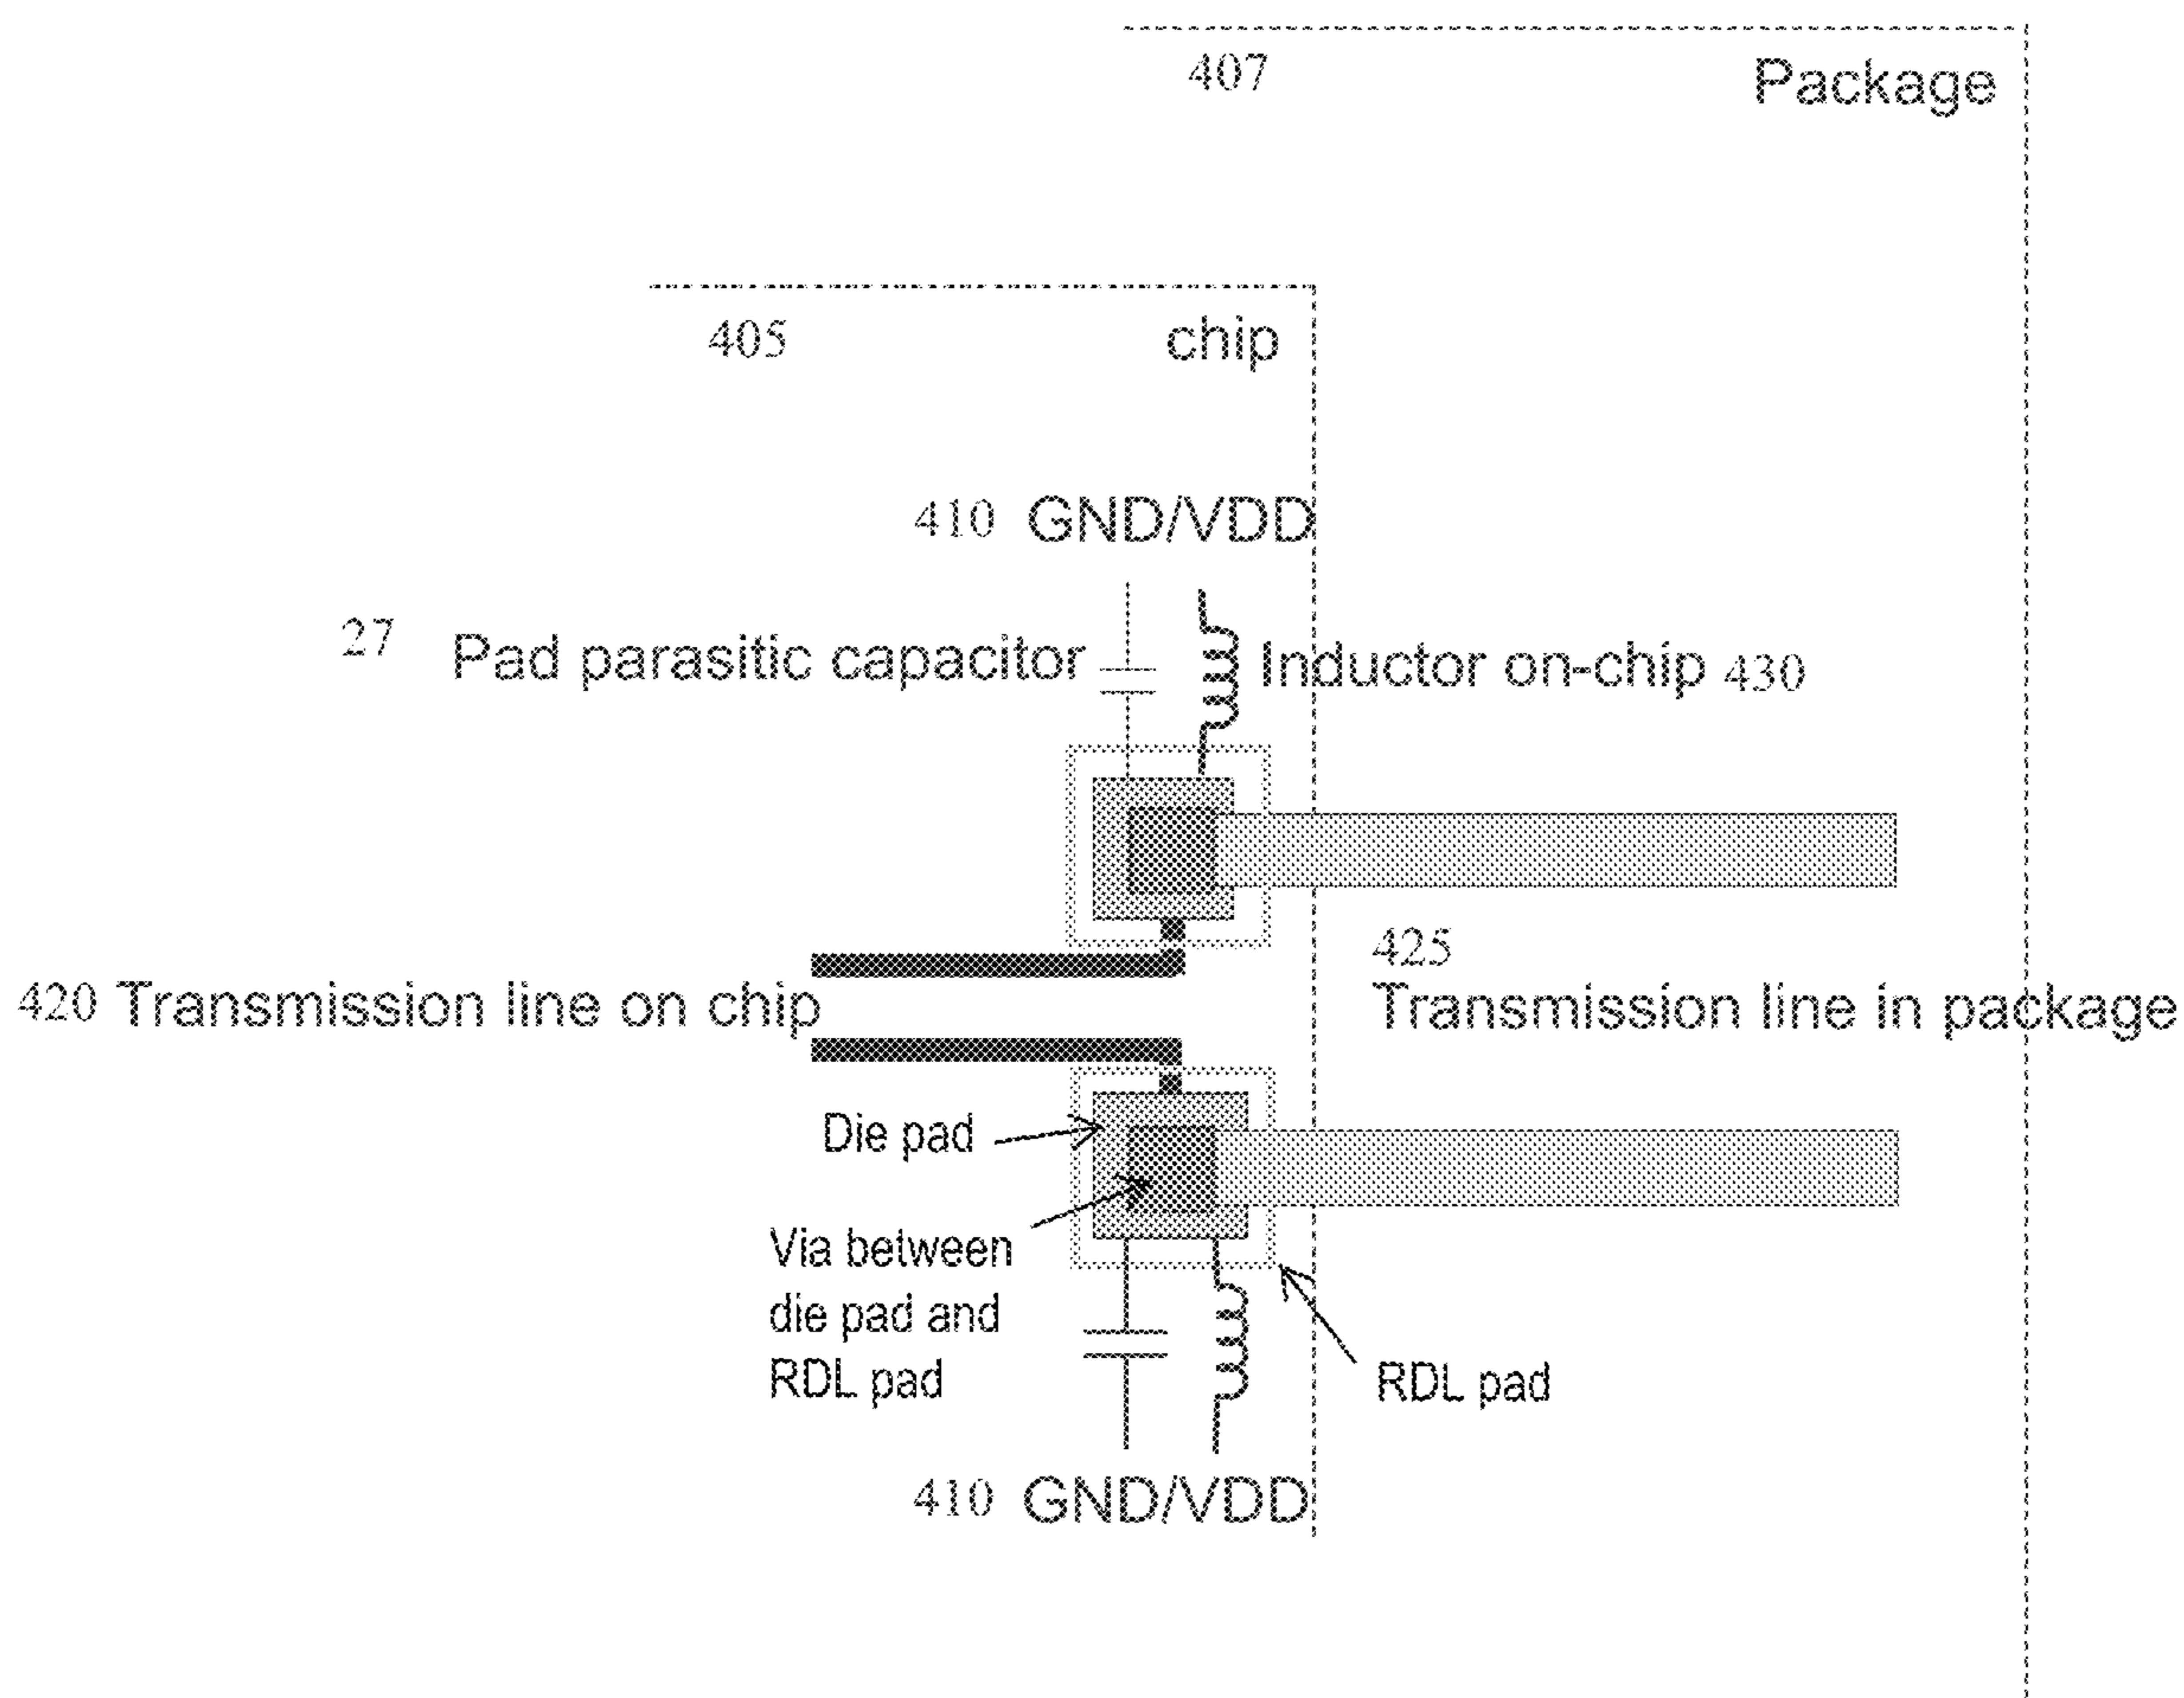 407
Package
405
chip
410 GND/VDD
27 Pad parasitic capacitor
Inductor on-chip 430
425
420 Transmission line on chip
Transmission line in package
Die pad
Via between
die pad and
RDL pad
RDL pad
410 GND/VDD